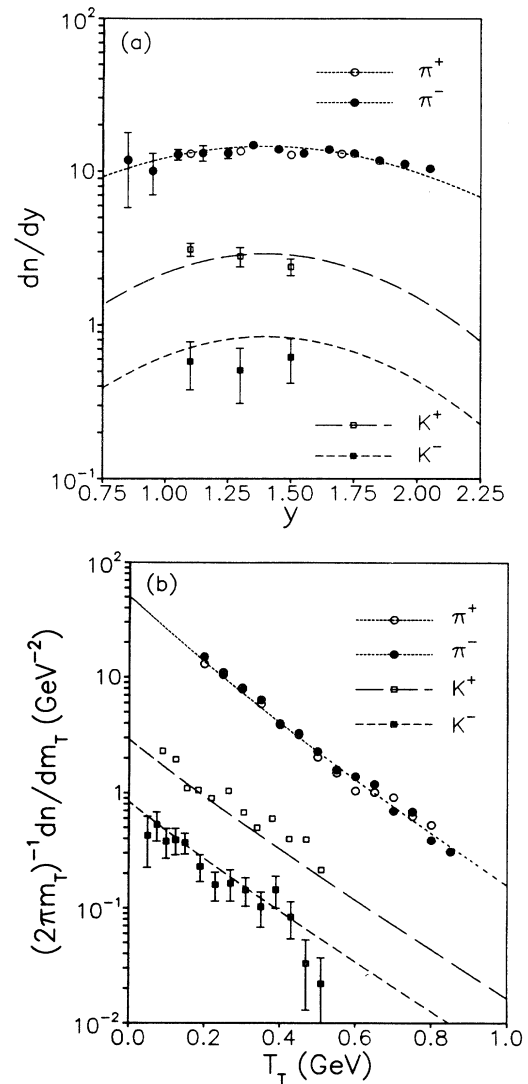 10²
(a)
π⁺
π⁻
10
dn/dy
1
K⁺
K⁻
10⁻¹
0.75 1.00 1.25 1.50 1.75 2.00 2.25
y
10²
(b)
π⁺
π⁻
K⁺
K⁻
10
1
10⁻¹
10⁻²
(2πm_T)⁻¹dn/dm_T (GeV⁻²)
0.0 0.2 0.4 0.6 0.8 1.0
T_T (GeV)